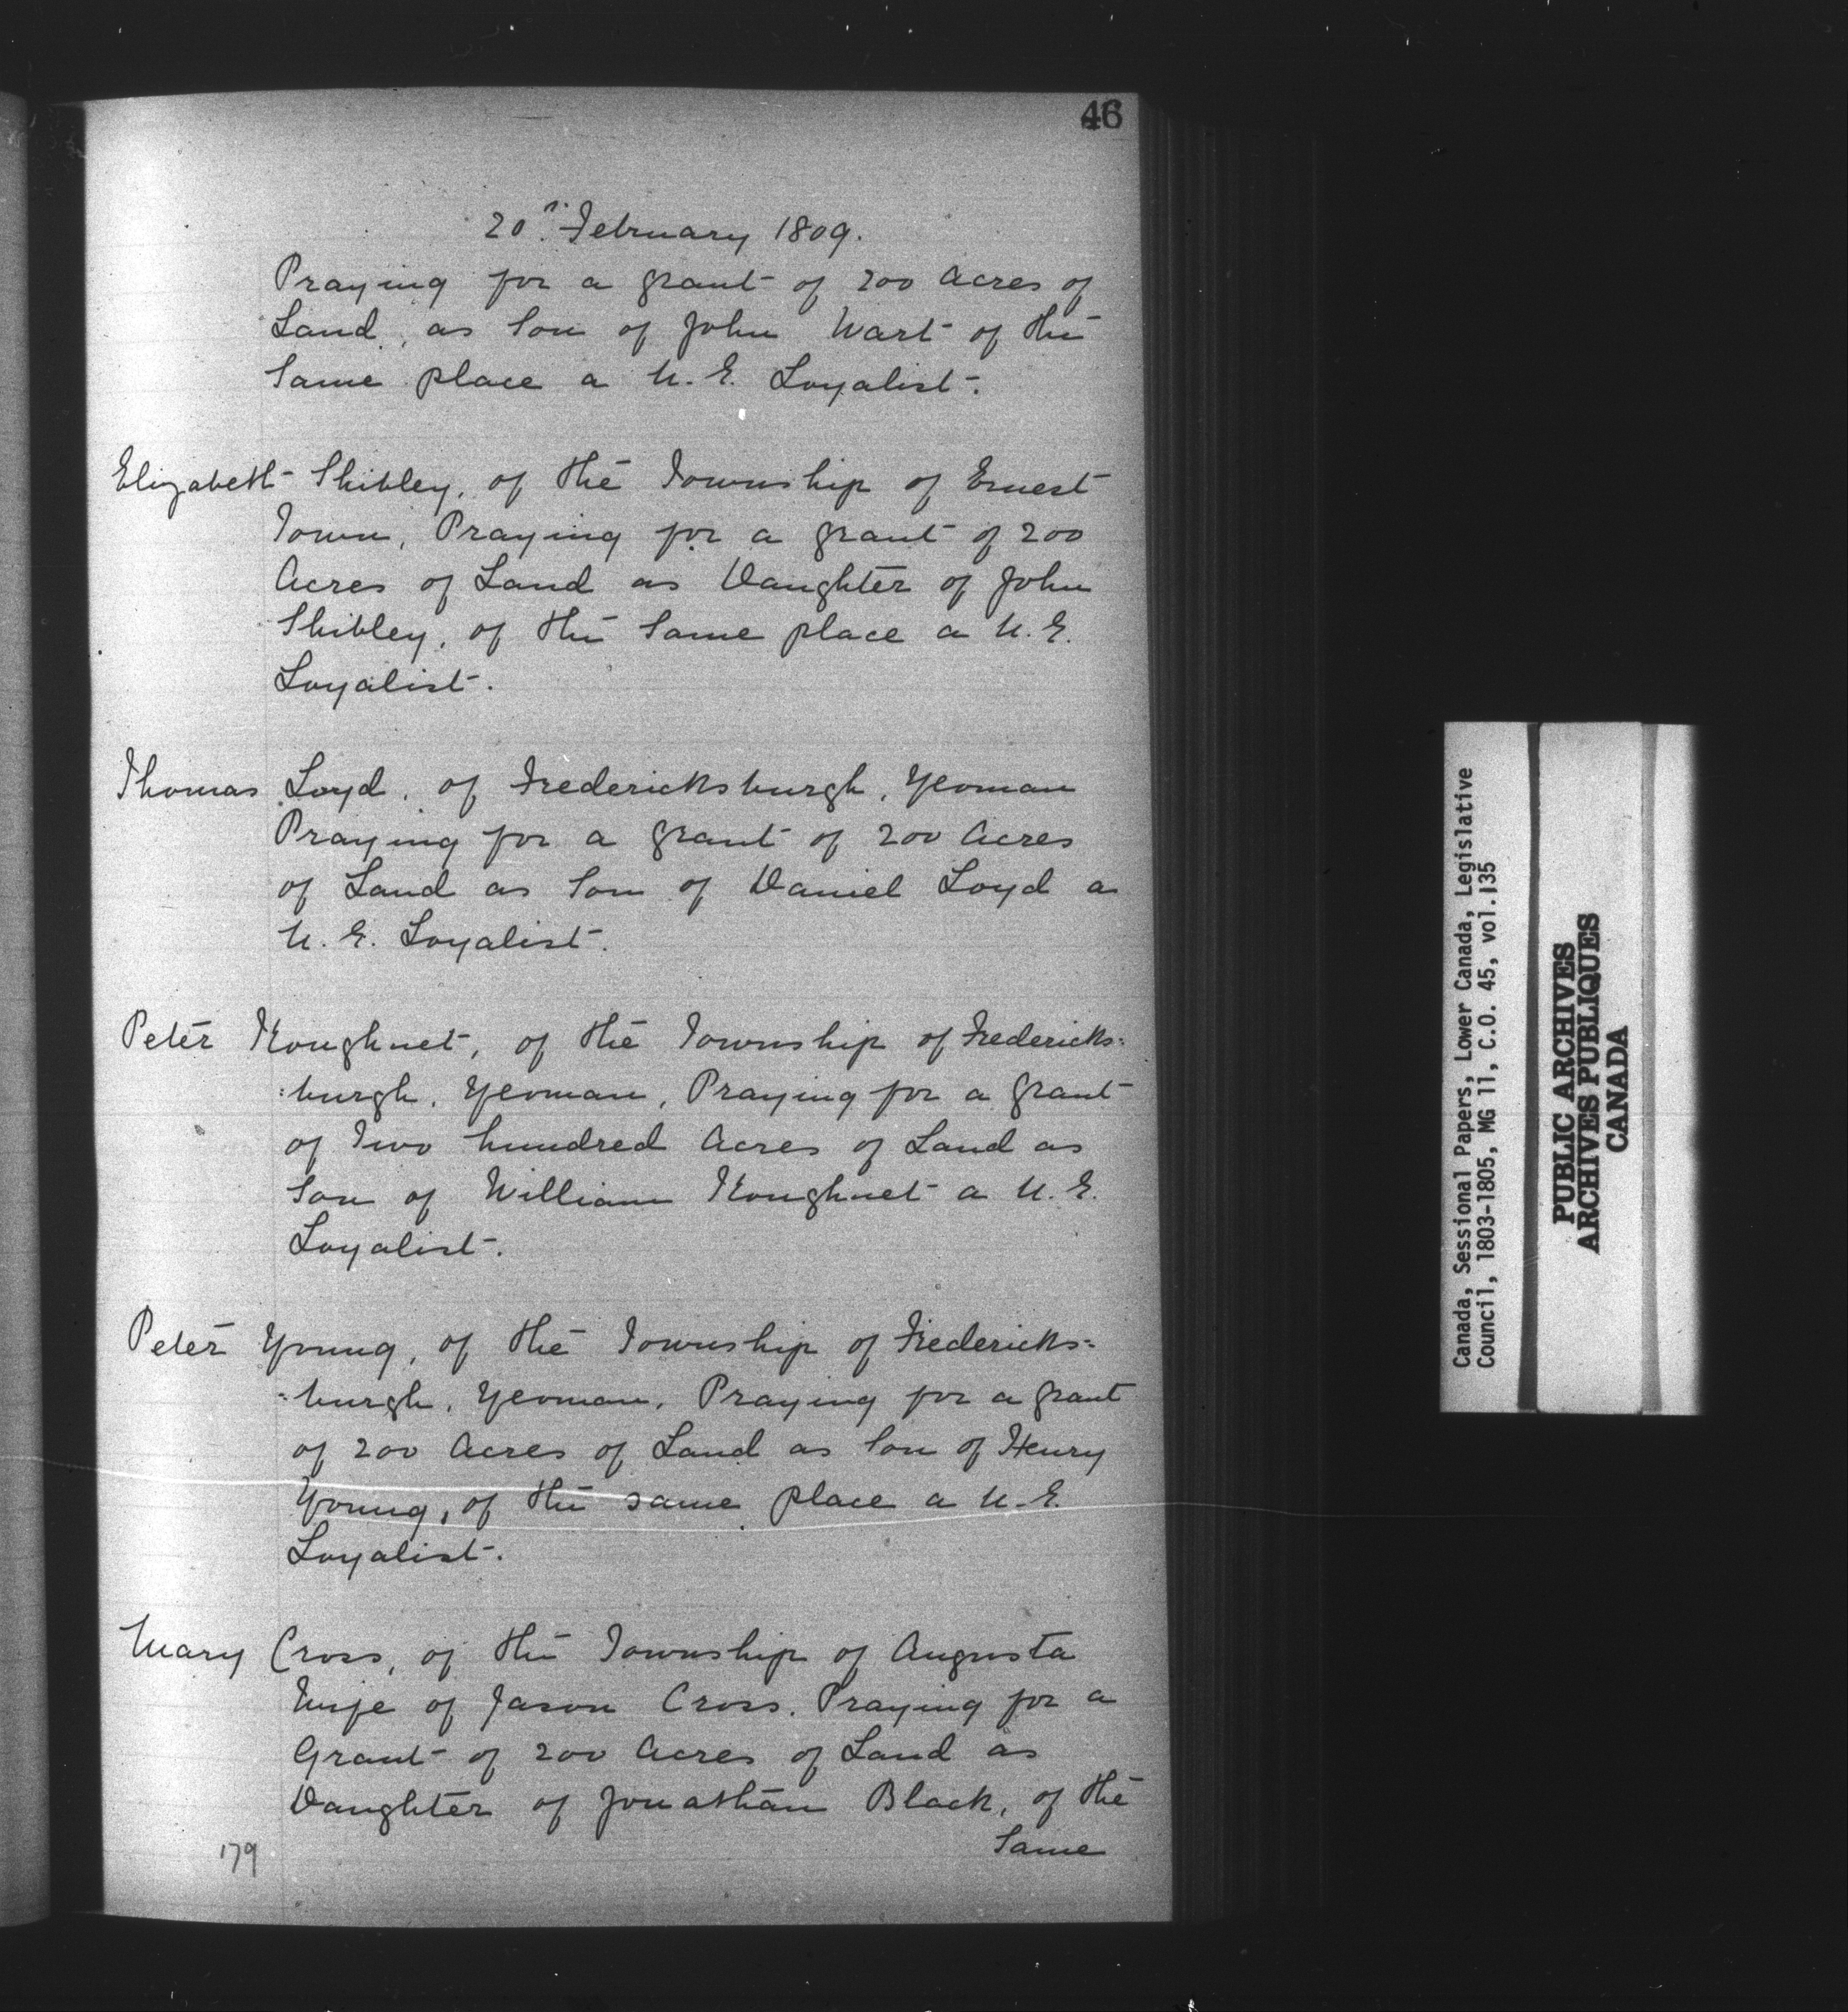 46
20th February 1809.
Praying for a grant of 200 Acres of
Land, as Son of John Wart of the
Same place a U.E. Loyalist.
Elizabeth Shibley, of the Township of Ernest
Town, Praying for a grant of 200
Acres of Land as Daughter of John
Shibley, of the Same place a U.E.
Loyalist.
Thomas Loyd, of Fredericksburgh, Yeoman
Praying for a grant of 200 Acres
of Land as Son of Daniel Loyd a
U.E. Loyalist.
Peter Koughnet, of the Township of Fredericks:
:burgh, Yeoman, Praying for a grant
of Two hundred Acres of Land as
Son of William Koughnet a U.E.
Loyalist.
Peter Young, of the Township of Fredericks=
=burgh, Yeoman, Praying for a grant
of 200 Acres of Land as Son of Henry
Young, of the same place a U.E.
Loyalist.
Mary Cross, of the Township of Augusta
Wife of Jason Cross. Praying for a
Grant of 200 Acres of Land as
Daughter of Jonathan Black, of the
Same
179
Canada, Sessional Papers, Lower Canada, Legislative
Council, 1803-1805, MG 11, C.O. 45, vol.135
PUBLIC ARCHIVES
ARCHIVES PUBLIQUES
CANADA